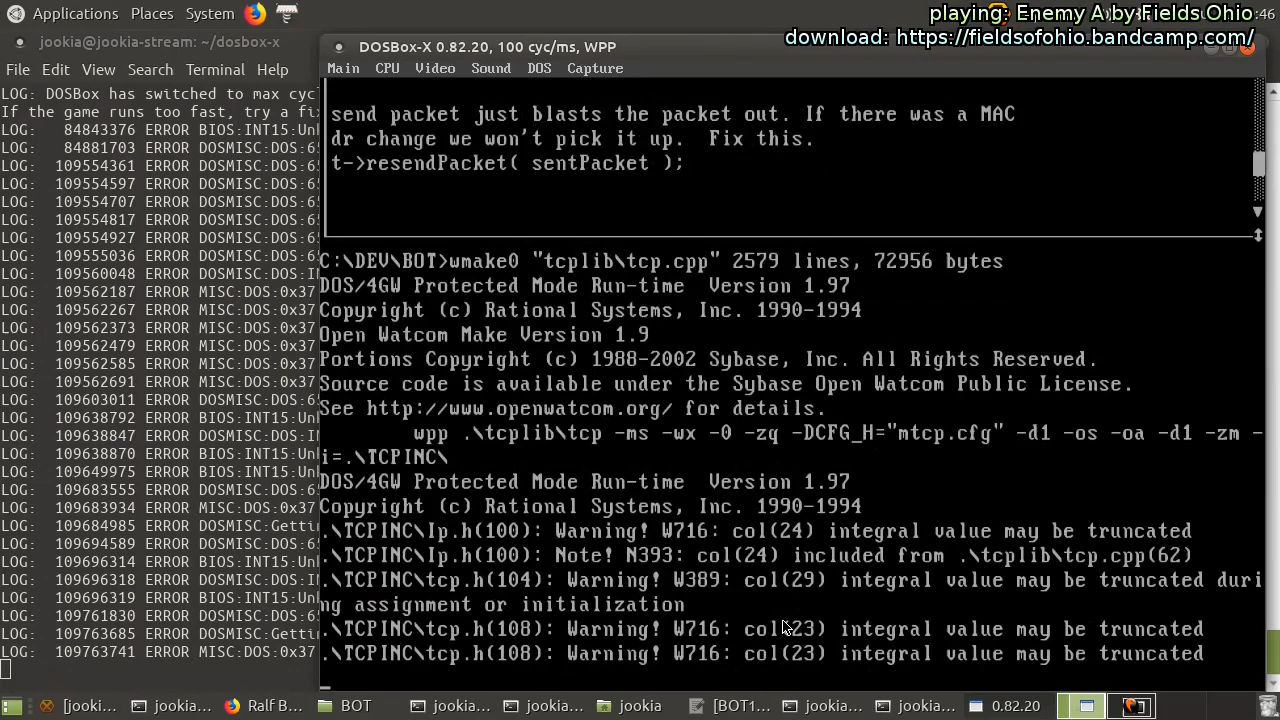 Applications Places System
:46
playing: Enemy A by Fields Ohio
download: https://fieldsofohio.bandcamp.com/
jookia@jookia-stream: ~/dosbox-x
File Edit View Search Terminal Help
LOG: DOSBox has switched to max cyc
If the game runs too fast, try a fix
LOG: 84843376 ERROR BIOS:INT15:Un
LOG: 84881703 ERROR DOSMISC:DOS:6
LOG: 109554361 ERROR DOSMISC:DOS:6
LOG: 109554597 ERROR DOSMISC:DOS:6
LOG: 109554707 ERROR DOSMISC:DOS:6
LOG: 109554817 ERROR DOSMISC:DOS:6
LOG: 109554927 ERROR DOSMISC:DOS:6
LOG: 109555036 ERROR DOSMISC:DOS:6
LOG: 109560048 ERROR DOSMISC:DOS:I
LOG: 109562187 ERROR MISC:DOS:0x37
LOG: 109562267 ERROR MISC:DOS:0x37
LOG: 109562373 ERROR MISC:DOS:0x37
LOG: 109562479 ERROR MISC:DOS:0x37
LOG: 109562585 ERROR MISC:DOS:0x37
LOG: 109562691 ERROR MISC:DOS:0x37
LOG: 109603011 ERROR DOSMISC:DOS:I
LOG: 109638792 ERROR BIOS:INT15:Un
LOG: 109638847 ERROR DOSMISC:DOS:I
LOG: 109638870 ERROR BIOS:INT15:Un
LOG: 109649975 ERROR MISC:DOS:0x37
LOG: 109683555 ERROR DOSMISC:DOS:6
LOG: 109683934 ERROR MISC:DOS:0x37
LOG: 109684985 ERROR DOSMISC:Getti
LOG: 109694589 ERROR DOSMISC:DOS:I
LOG: 109696314 ERROR BIOS:INT15:Un
LOG: 109696318 ERROR DOSMISC:DOS:I
LOG: 109696319 ERROR BIOS:INT15:Un
LOG: 109761830 ERROR DOSMISC:DOS:6
LOG: 109763685 ERROR DOSMISC:Getti
LOG: 109763741 ERROR MISC:DOS:0x37
DOSBox-X 0.82.20, 100 cyc/ms, WPP
Main CPU Video Sound DOS Capture
send packet just blasts the packet out. If there was a MAC
dr change we won't pick it up.  Fix this.
t->resendPacket( sentPacket );
C:\DEV\BOT>wmake0 "tcplib\tcp.cpp" 2579 lines, 72956 bytes
DOS/4GW Protected Mode Run-time  Version 1.97
Copyright (c) Rational Systems, Inc. 1990-1994
Open Watcom Make Version 1.9
Portions Copyright (c) 1988-2002 Sybase, Inc. All Rights Reserved.
Source code is available under the Sybase Open Watcom Public License.
See http://www.openwatcom.org/ for details.
wpp .\tcplib\tcp -ms -wx -0 -zq -DCFG_H="mtcp.cfg" -d1 -os -oa -d1 -zm -
i=.\TCPINC\
DOS/4GW Protected Mode Run-time  Version 1.97
Copyright (c) Rational Systems, Inc. 1990-1994
.\TCPINC\Ip.h(100): Warning! W716: col(24) integral value may be truncated
.\TCPINC\Ip.h(100): Note! N393: col(24) included from .\tcplib\tcp.cpp(62)
.\TCPINC\tcp.h(104): Warning! W389: col(29) integral value may be truncated duri
ng assignment or initialization
.\TCPINC\tcp.h(108): Warning! W716: col(23) integral value may be truncated
.\TCPINC\tcp.h(108): Warning! W716: col(23) integral value may be truncated
[jooki... jookia... Ralf B... BOT jookia... jookia... jookia [BOT1... jookia... jookia... 0.82.20